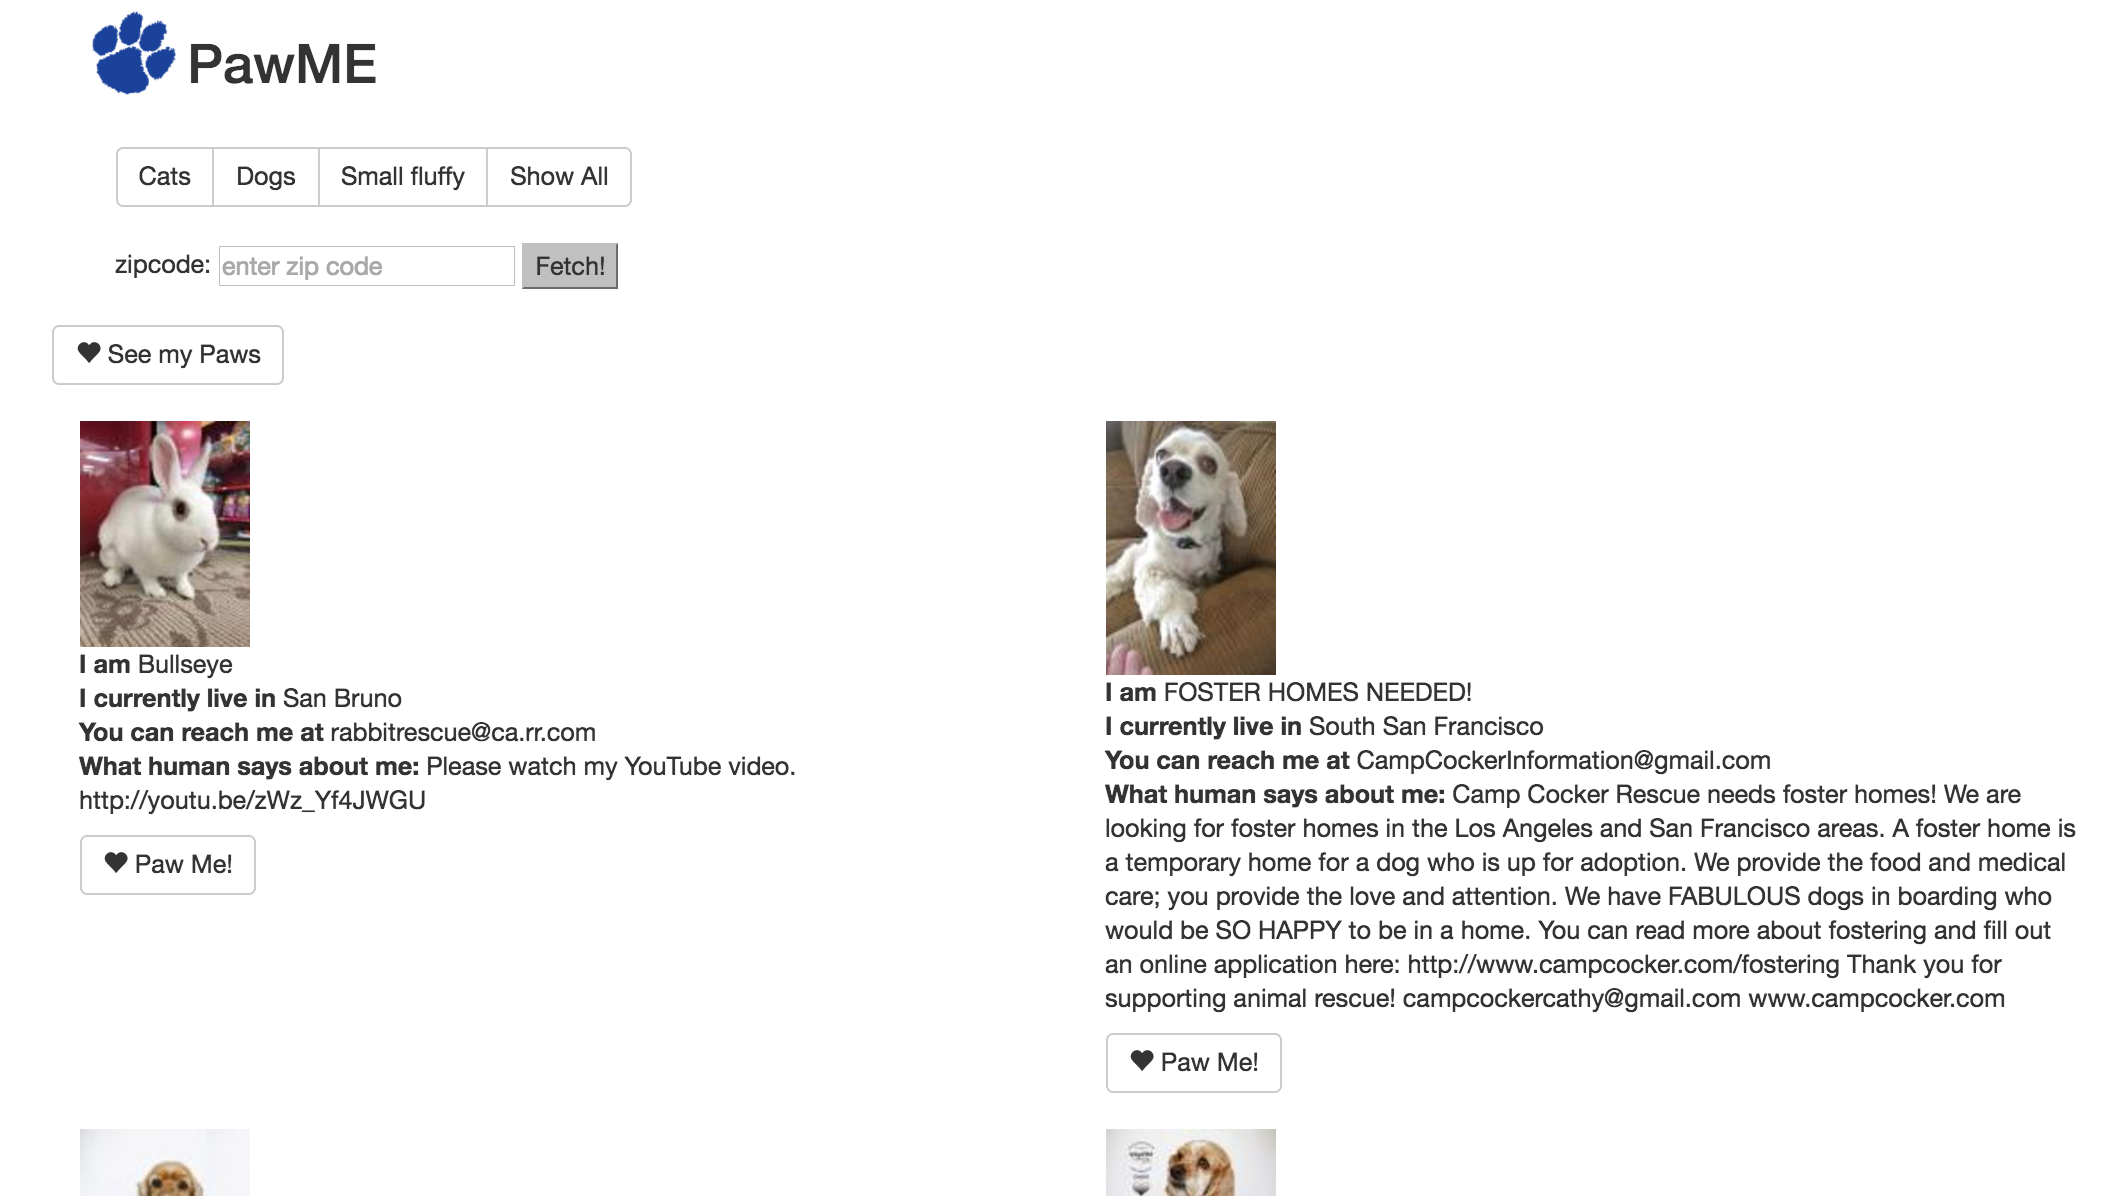 PawME
Cats Dogs Small fluffy Show All
zipcode: enter zip code Fetch!
See my Paws
I am Bullseye
I currently live in San Bruno
You can reach me at rabbitrescue@ca.rr.com
What human says about me: Please watch my YouTube video.
http://youtu.be/zWz_Yf4JWGU
Paw Me!
I am FOSTER HOMES NEEDED!
I currently live in South San Francisco
You can reach me at CampCockerInformation@gmail.com
What human says about me: Camp Cocker Rescue needs foster homes! We are
looking for foster homes in the Los Angeles and San Francisco areas. A foster home is
a temporary home for a dog who is up for adoption. We provide the food and medical
care; you provide the love and attention. We have FABULOUS dogs in boarding who
would be SO HAPPY to be in a home. You can read more about fostering and fill out
an online application here: http://www.campcocker.com/fostering Thank you for
supporting animal rescue! campcockercathy@gmail.com www.campcocker.com
Paw Me!